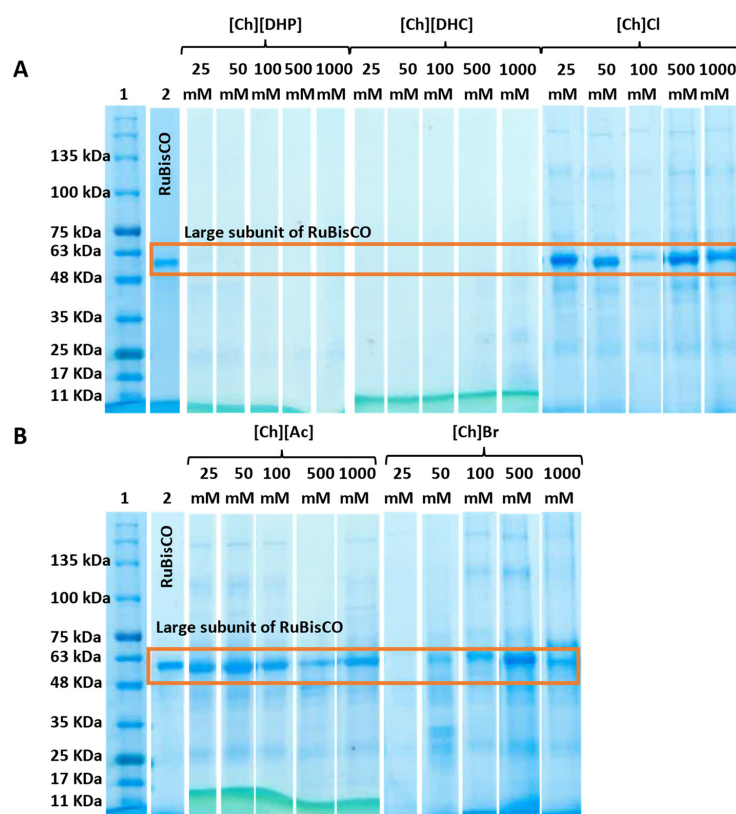 [Ch][DHP] [Ch][DHC] [Ch]Cl
A
25 50 100 500 1000 25 50 100 500 1000 25 50 100 500 1000
1 2 mM mM mM mM mM mM mM mM mM mM mM mM mM mM mM
RuBisCO
135 kDa
100 kDa
75 kDa
Large subunit of RuBisCO
63 kDa
48 KDa
35 KDa
25 KDa
17 KDa
11 KDa
B
[Ch][Ac] [Ch]Br
25 50 100 500 1000 25 50 100 500 1000
1 2 mM mM mM mM mM mM mM mM mM mM
RuBisCO
135 kDa
100 kDa
Large subunit of RuBisCO
75 kDa
63 kDa
48 KDa
35 KDa
25 KDa
17 KDa
11 KDa